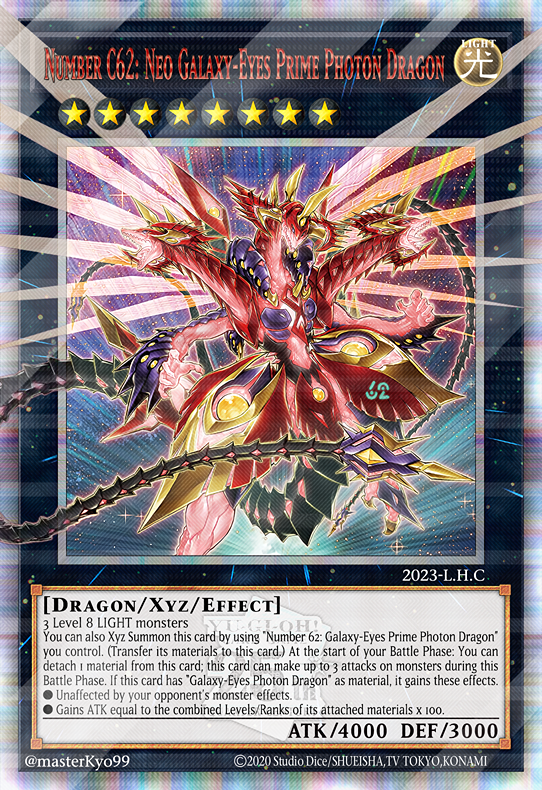 Number C62: Neo Galaxy-Eyes Prime Photon Dragon
LIGHT
光
62
2023-L.H.C
[Dragon/Xyz/Effect]
3 Level 8 LIGHT monsters
You can also Xyz Summon this card by using "Number 62: Galaxy-Eyes Prime Photon Dragon"
you control. (Transfer its materials to this card.) At the start of your Battle Phase: You can
detach 1 material from this card; this card can make up to 3 attacks on monsters during this
Battle Phase. If this card has "Galaxy-Eyes Photon Dragon" as material, it gains these effects.
● Unaffected by your opponent's monster effects.
● Gains ATK equal to the combined Levels/Ranks of its attached materials x 100.
YU-GI-OH!
ATK/4000 DEF/3000
@masterKyo99
©2020 Studio Dice/SHUEISHA,TV TOKYO,KONAMI